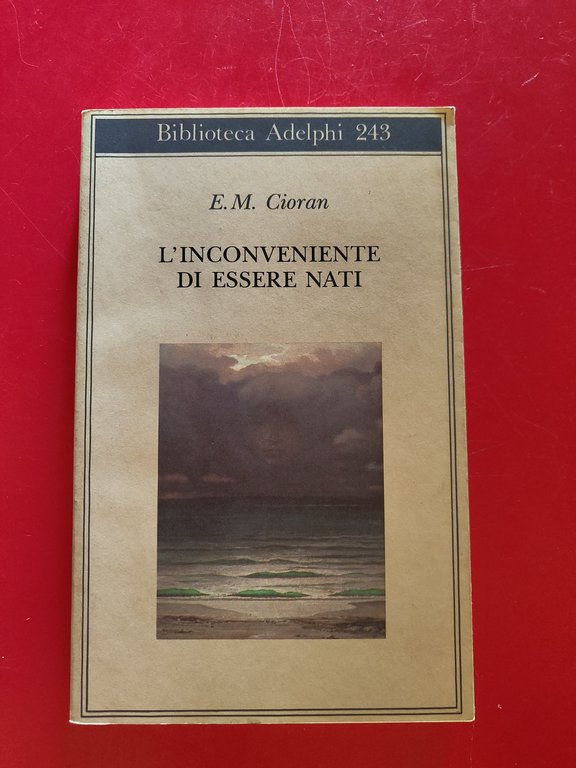 Biblioteca Adelphi 243
E. M. Cioran
L'INCONVENIENTE
DI ESSERE NATI